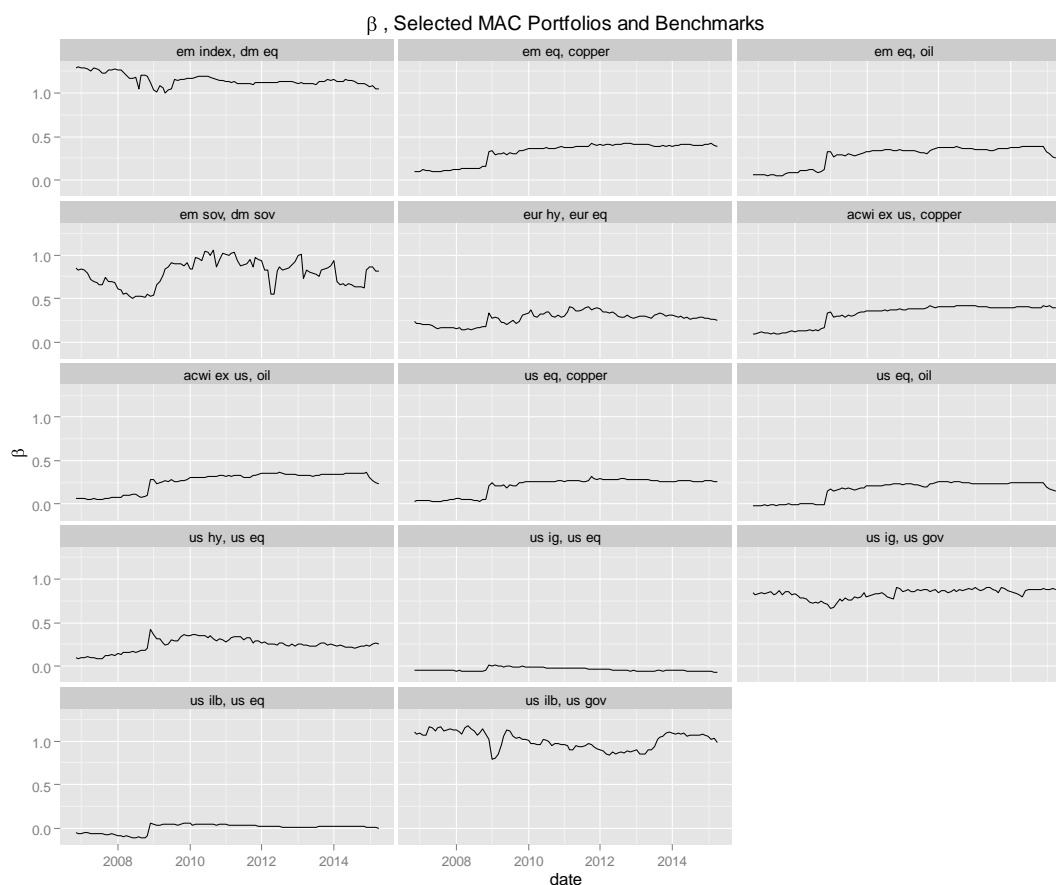 β , Selected MAC Portfolios and Benchmarks
em index, dm eq
em eq, copper
em eq, oil
1.0
0.5
0.0
em sov, dm sov
eur hy, eur eq
acwi ex us, copper
1.0
0.5
0.0
acwi ex us, oil
us eq, copper
us eq, oil
1.0
0.5
0.0
β
us hy, us eq
us ig, us eq
us ig, us gov
1.0
0.5
0.0
us ilb, us eq
us ilb, us gov
1.0
0.5
0.0
2008 2010 2012 2014 2008 2010 2012 2014
date